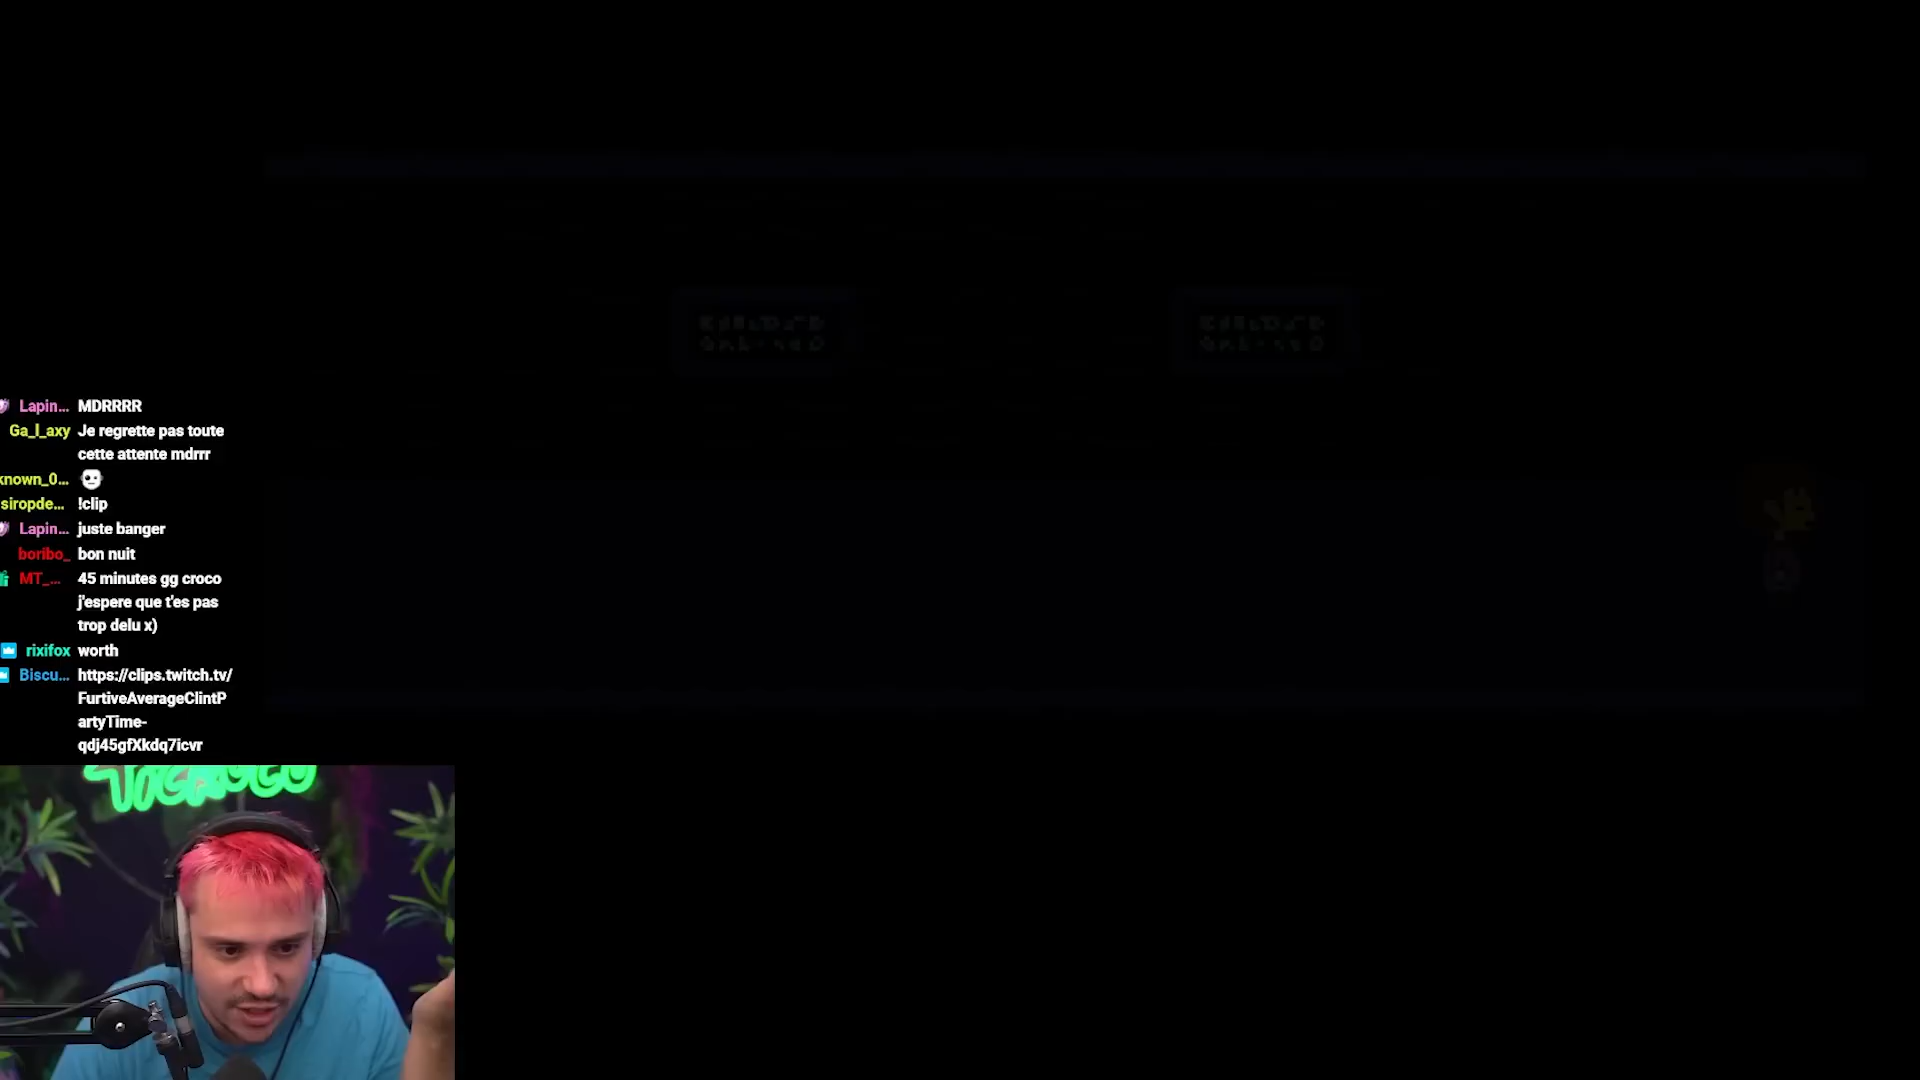 Lapin... MDRRRR
Ga_l_axy Je regrette pas toute
cette attente mdrrr
known_0...
siropde... !clip
Lapin... juste banger
boribo_ bon nuit
MT_... 45 minutes gg croco
j'espere que t'es pas
trop delu x)
rixifox worth
Biscu... https://clips.twitch.tv/
FurtiveAverageClintP
artyTime-
qdj45gfXkdq7icvr